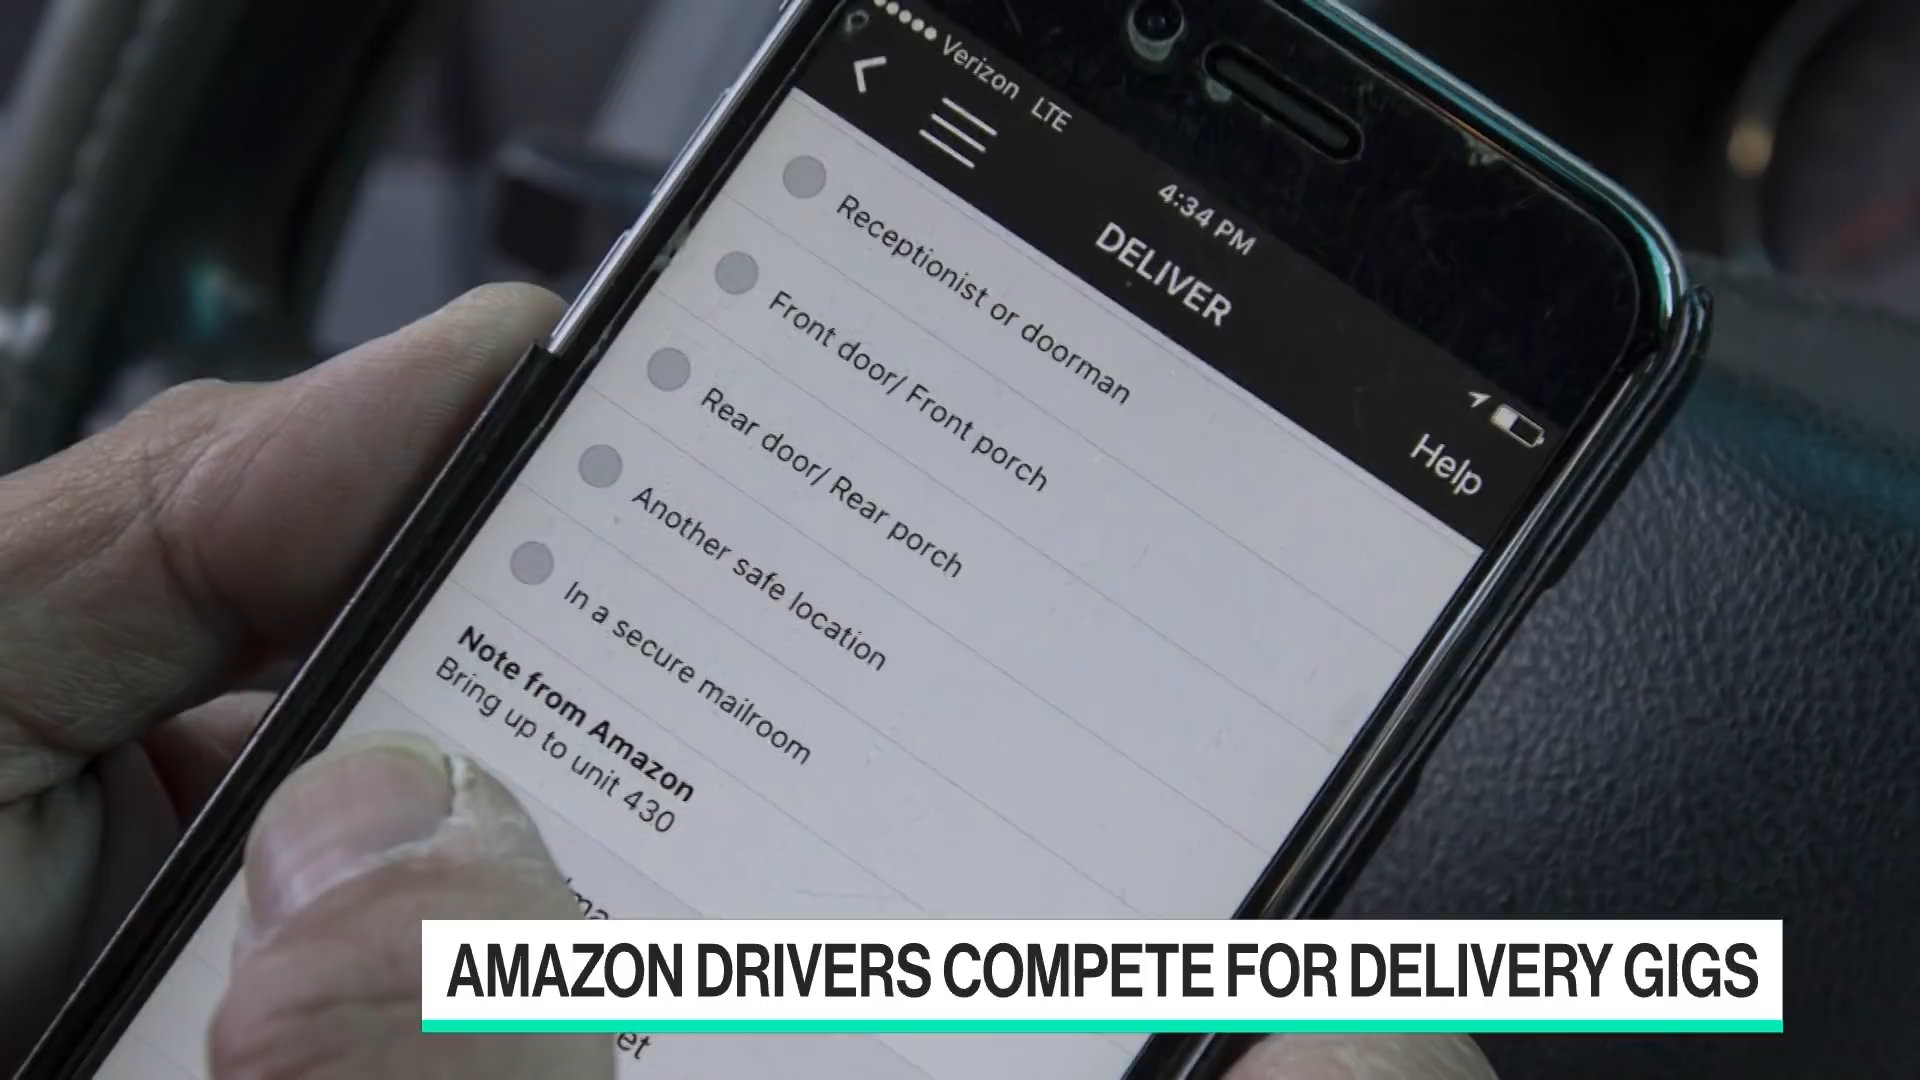 Verizon LTE
4:34 PM
DELIVER
Help
Receptionist or doorman
Front door/ Front porch
Rear door/ Rear porch
Another safe location
In a secure mailroom
Note from Amazon
Bring up to unit 430
AMAZON DRIVERS COMPETE FOR DELIVERY GIGS